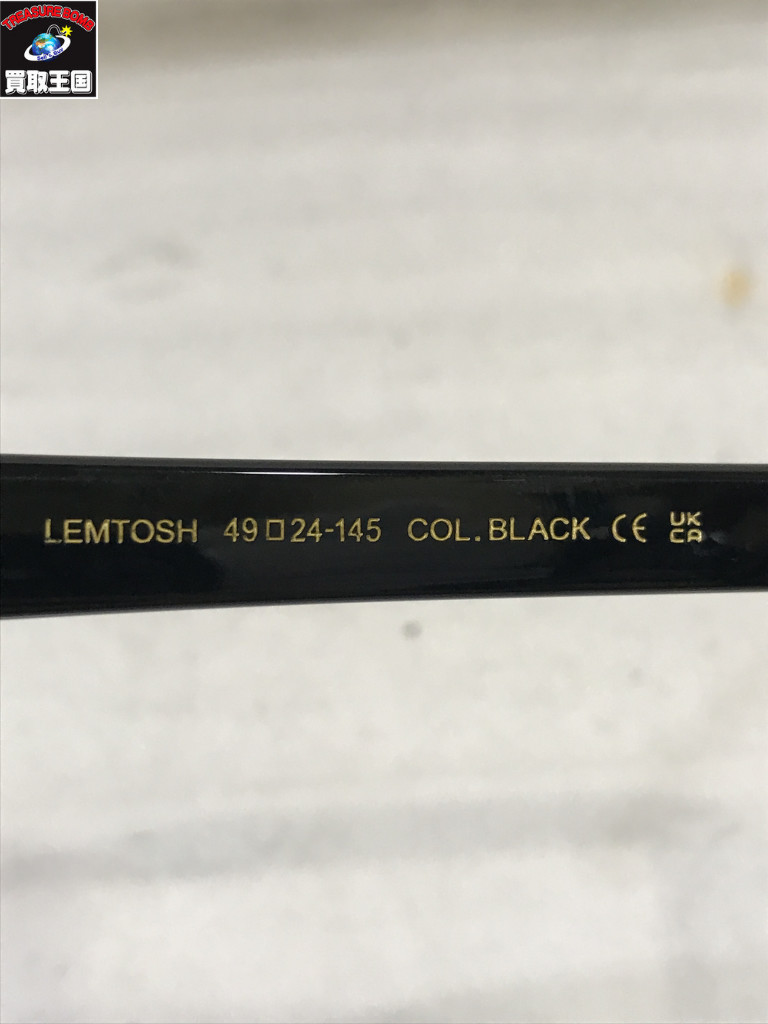 TREASURE BOMB
買取王国
LEMTOSH 49□24-145 COL. BLACK CE UK
CA